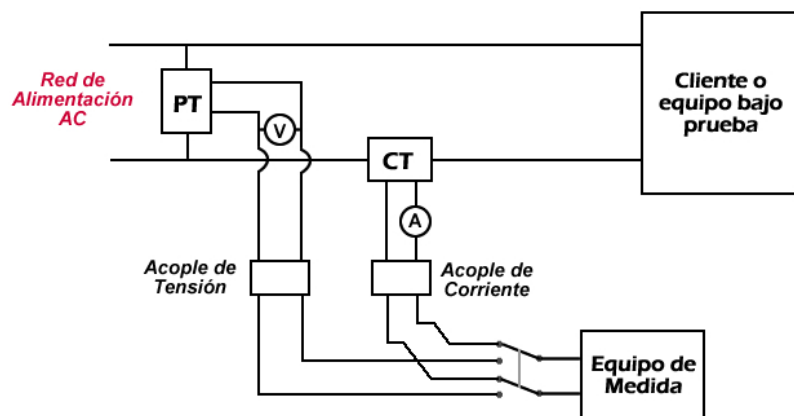 Red de
Alimentación
AC
PT
V
CT
A
Cliente o
equipo bajo
prueba
Acople de
Tensión
Acople de
Corriente
Equipo de
Medida